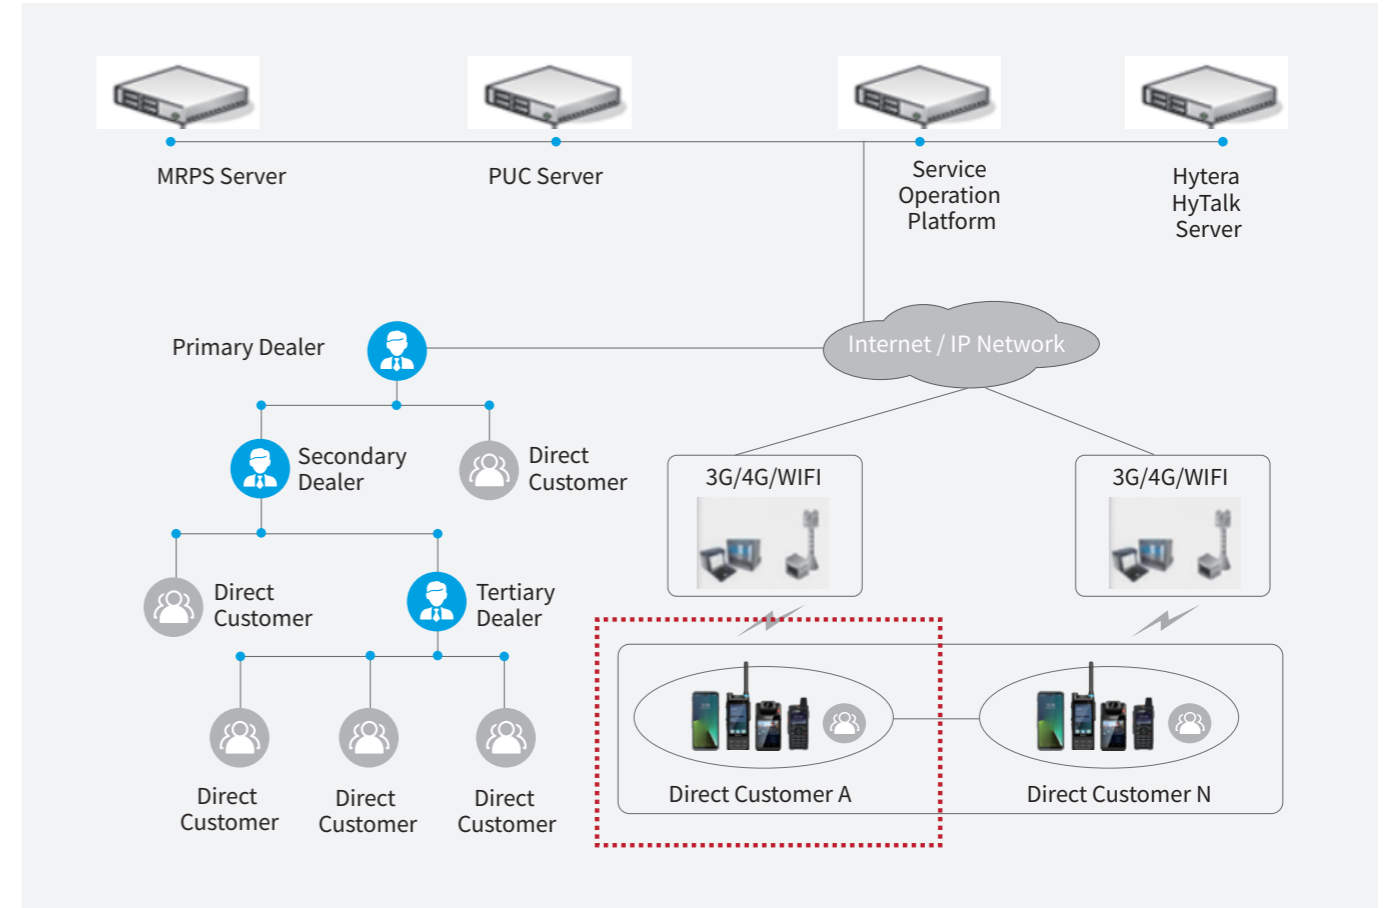 MRPS Server
PUC Server
Service
Operation
Platform
Hytera
HyTalk
Server
Primary Dealer
Internet / IP Network
Secondary
Dealer
Direct
Customer
3G/4G/WIFI
3G/4G/WIFI
Direct
Customer
Tertiary
Dealer
Direct
Customer
Direct
Customer
Direct
Customer
Direct Customer A
Direct Customer N